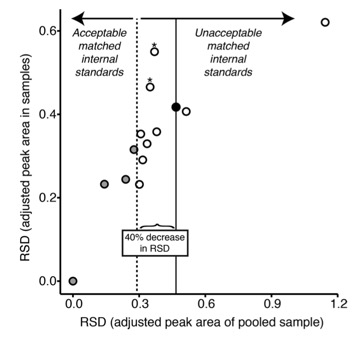 Acceptable
matched
internal
standards
Unacceptable
matched
internal
standards
*
*
40% decrease
in RSD
RSD (adjusted peak area in samples)
0.6
0.4
0.2
0.0
0.0 0.3 0.6 0.9 1.2
RSD (adjusted peak area of pooled sample)